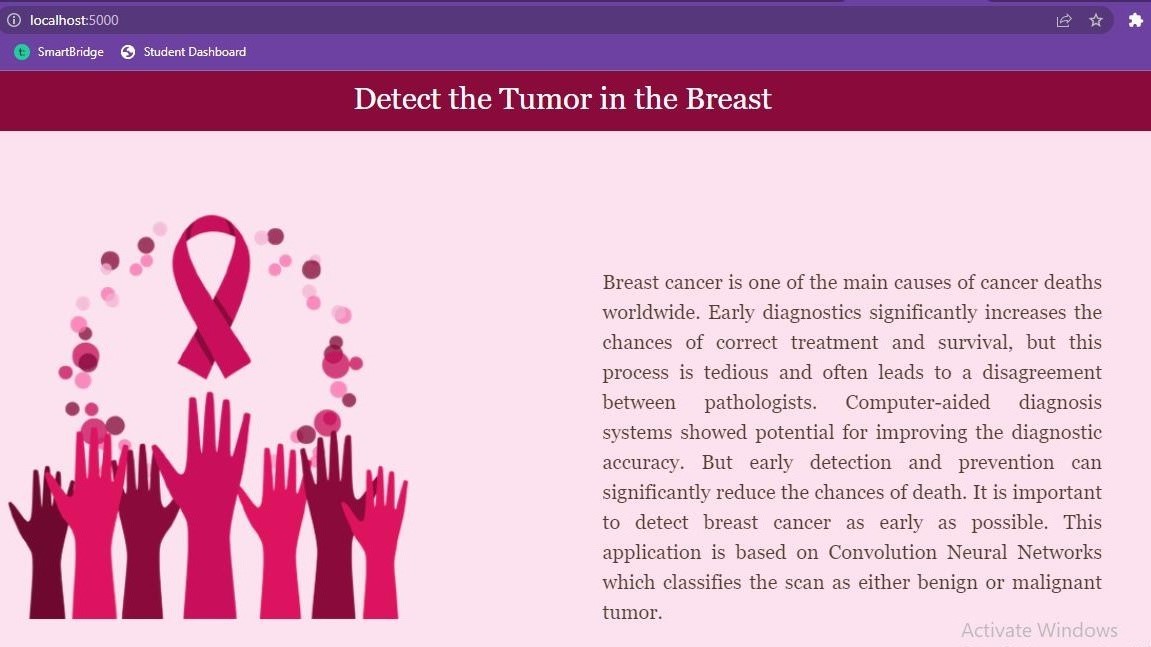 localhost:5000
SmartBridge
Student Dashboard
Detect the Tumor in the Breast
Breast cancer is one of the main causes of cancer deaths
worldwide. Early diagnostics significantly increases the
chances of correct treatment and survival, but this
process is tedious and often leads to a disagreement
between pathologists. Computer-aided diagnosis
systems showed potential for improving the diagnostic
accuracy. But early detection and prevention can
significantly reduce the chances of death. It is important
to detect breast cancer as early as possible. This
application is based on Convolution Neural Networks
which classifies the scan as either benign or malignant
tumor.
Activate Windows